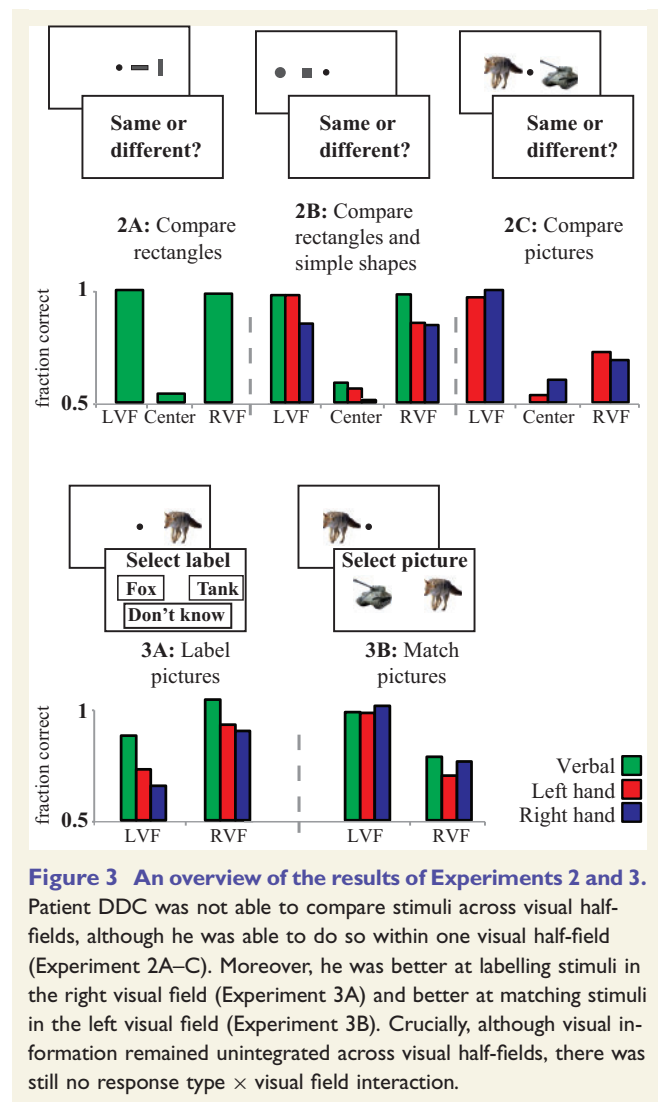 Same or
different?
Same or
different?
Same or
different?
2A: Compare
rectangles
2B: Compare
rectangles and
simple shapes
2C: Compare
pictures
fraction correct
1
0.5
LVF Center RVF
LVF Center RVF
LVF Center RVF
Select label
Fox
Tank
Don't know
Select picture
3A: Label
pictures
3B: Match
pictures
fraction correct
1
0.5
LVF RVF
LVF RVF
Verbal
Left hand
Right hand
Figure 3 An overview of the results of Experiments 2 and 3.
Patient DDC was not able to compare stimuli across visual half-
fields, although he was able to do so within one visual half-field
(Experiment 2A–C). Moreover, he was better at labelling stimuli in
the right visual field (Experiment 3A) and better at matching stimuli
in the left visual field (Experiment 3B). Crucially, although visual in-
formation remained unintegrated across visual half-fields, there was
still no response type × visual field interaction.